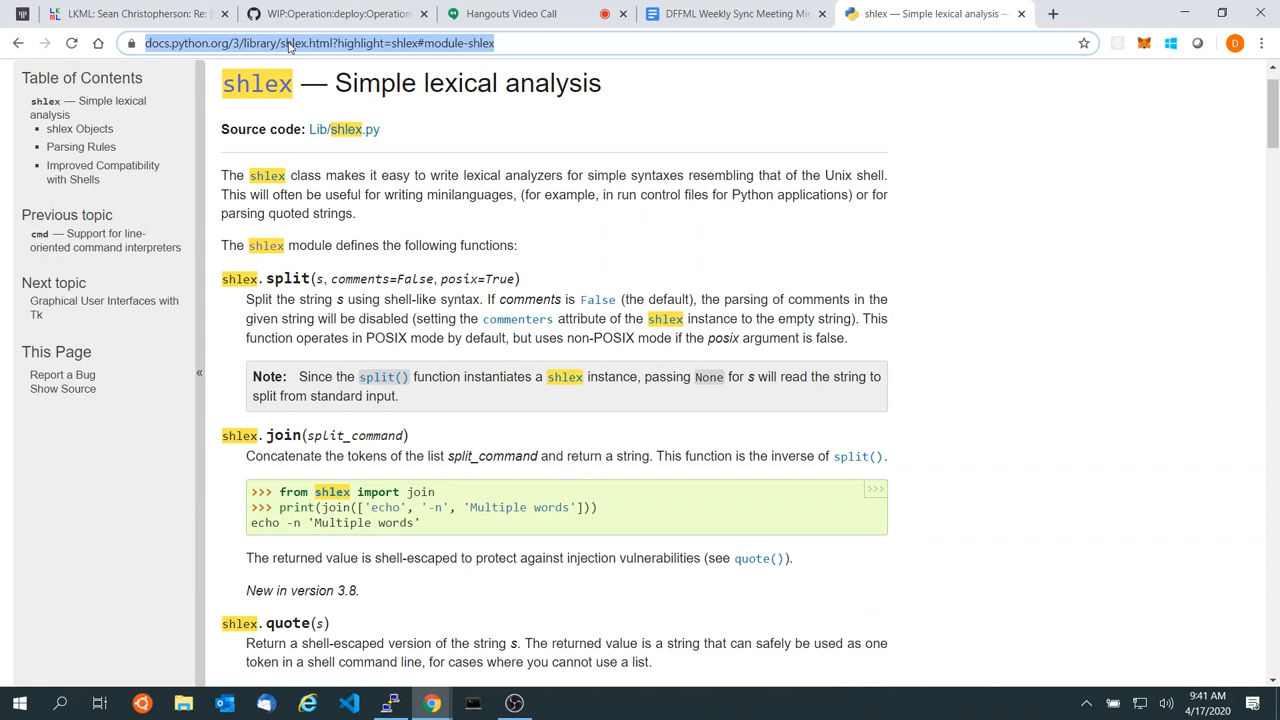 LKML: Sean Christopherson: Re: [
WIP:Operation:deploy:Operation
Hangouts Video Call
DFFML Weekly Sync Meeting Min
shlex — Simple lexical analysis —
docs.python.org/3/library/shlex.html?highlight=shlex#module-shlex
D
Table of Contents
shlex — Simple lexical
analysis
shlex Objects
Parsing Rules
Improved Compatibility
with Shells
Previous topic
cmd — Support for line-
oriented command interpreters
Next topic
Graphical User Interfaces with
Tk
This Page
Report a Bug
Show Source
«
shlex — Simple lexical analysis
Source code: Lib/shlex.py
The shlex class makes it easy to write lexical analyzers for simple syntaxes resembling that of the Unix shell.
This will often be useful for writing minilanguages, (for example, in run control files for Python applications) or for
parsing quoted strings.
The shlex module defines the following functions:
shlex.split(s, comments=False, posix=True)
Split the string s using shell-like syntax. If comments is False (the default), the parsing of comments in the
given string will be disabled (setting the commenters attribute of the shlex instance to the empty string). This
function operates in POSIX mode by default, but uses non-POSIX mode if the posix argument is false.
Note: Since the split() function instantiates a shlex instance, passing None for s will read the string to
split from standard input.
shlex.join(split_command)
Concatenate the tokens of the list split_command and return a string. This function is the inverse of split().
>>>
>>> from shlex import join
>>> print(join(['echo', '-n', 'Multiple words']))
echo -n 'Multiple words'
The returned value is shell-escaped to protect against injection vulnerabilities (see quote()).
New in version 3.8.
shlex.quote(s)
Return a shell-escaped version of the string s. The returned value is a string that can safely be used as one
token in a shell command line, for cases where you cannot use a list.
9:41 AM
4/17/2020